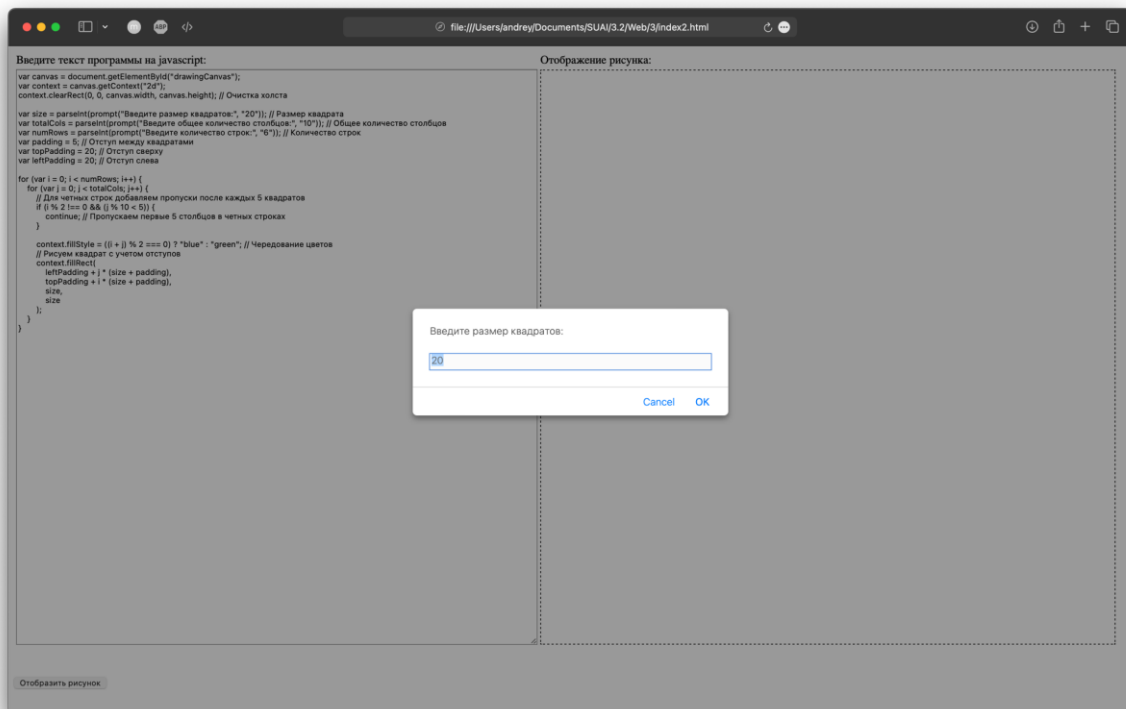 ABP
file:///Users/andrey/Documents/SUAI/3.2/Web/3/index2.html
Введите текст программы на javascript:
Отображение рисунка:
var canvas = document.getElementById("drawingCanvas");
var context = canvas.getContext("2d");
context.clearRect(0, 0, canvas.width, canvas.height); // Очистка холста
var size = parseInt(prompt("Введите размер квадратов:", "20")); // Размер квадрата
var totalCols = parseInt(prompt("Введите общее количество столбцов:", "10")); // Общее количество столбцов
var numRows = parseInt(prompt("Введите количество строк:", "6")); // Количество строк
var padding = 5; // Отступ между квадратами
var topPadding = 20; // Отступ сверху
var leftPadding = 20; // Отступ слева
for (var i = 0; i < numRows; i++) {
for (var j = 0; j < totalCols; j++) {
// Для четных строк добавляем пропуски после каждых 5 квадратов
if (i % 2 !== 0 && (j % 10 < 5)) {
continue; // Пропускаем первые 5 столбцов в четных строках
}
context.fillStyle = ((i + j) % 2 === 0) ? "blue" : "green"; // Чередование цветов
// Рисуем квадрат с учетом отступов
context.fillRect(
leftPadding + j * (size + padding),
topPadding + i * (size + padding),
size,
size
);
}
}
Введите размер квадратов:
20
Cancel OK
Отобразить рисунок